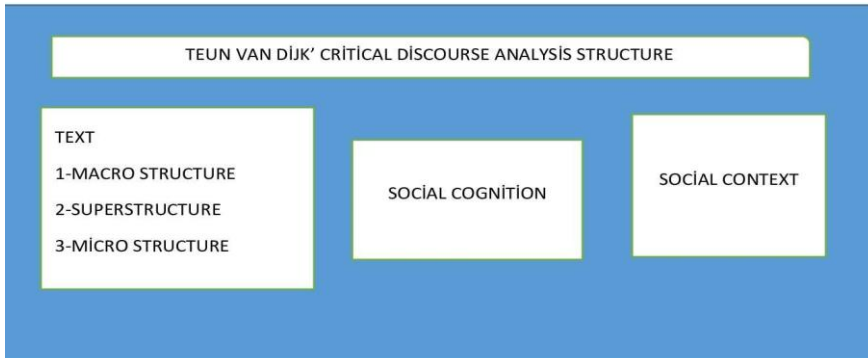 TEUN VAN DİJK’ CRİTİCAL DİSCOURSE ANALYSİS STRUCTURE
TEXT
1-MACRO STRUCTURE
2-SUPERSTRUCTURE
3-MİCRO STRUCTURE
SOCİAL COGNİTİON
SOCİAL CONTEXT